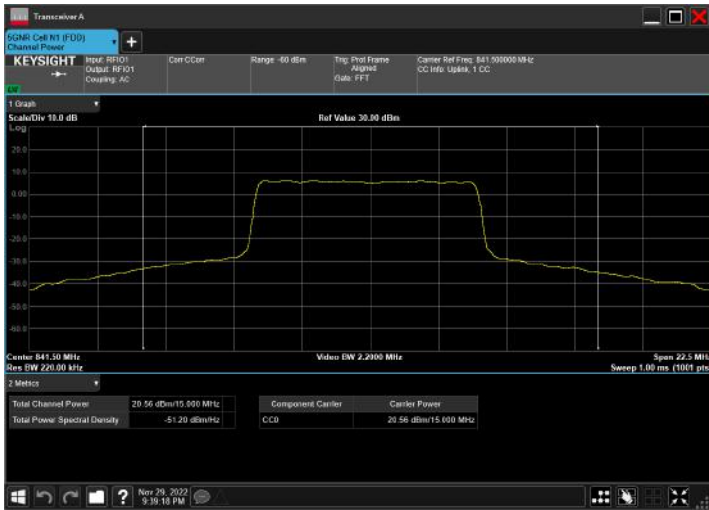 Transceiver A
5GNR Cell N1 (FDD)
Channel Power
KEYSIGHT
Input: RFIO1
Output: RFIO1
Coupling: AC
Corr CCorr
Range: -60 dBm
Trig: Prot Frame
Aligned
Gate: FFT
Carrier Ref Freq: 841.500000 MHz
CC Info: Uplink, 1 CC
1 Graph
Scale/Div 10.0 dB
Ref Value 30.00 dBm
Log
20.0
10.0
0.00
-10.0
-20.0
-30.0
-40.0
-50.0
-60.0
Center 841.50 MHz
Video BW 2.2000 MHz
Span 22.5 MHz
Res BW 220.00 kHz
Sweep 1.00 ms (1001 pts
2 Metrics
Total Channel Power 20.56 dBm/15.000 MHz
Total Power Spectral Density -51.20 dBm/Hz
Component Carrier Carrier Power
CC0 20.56 dBm/15.000 MHz
Nov 29, 2022
9:39:18 PM